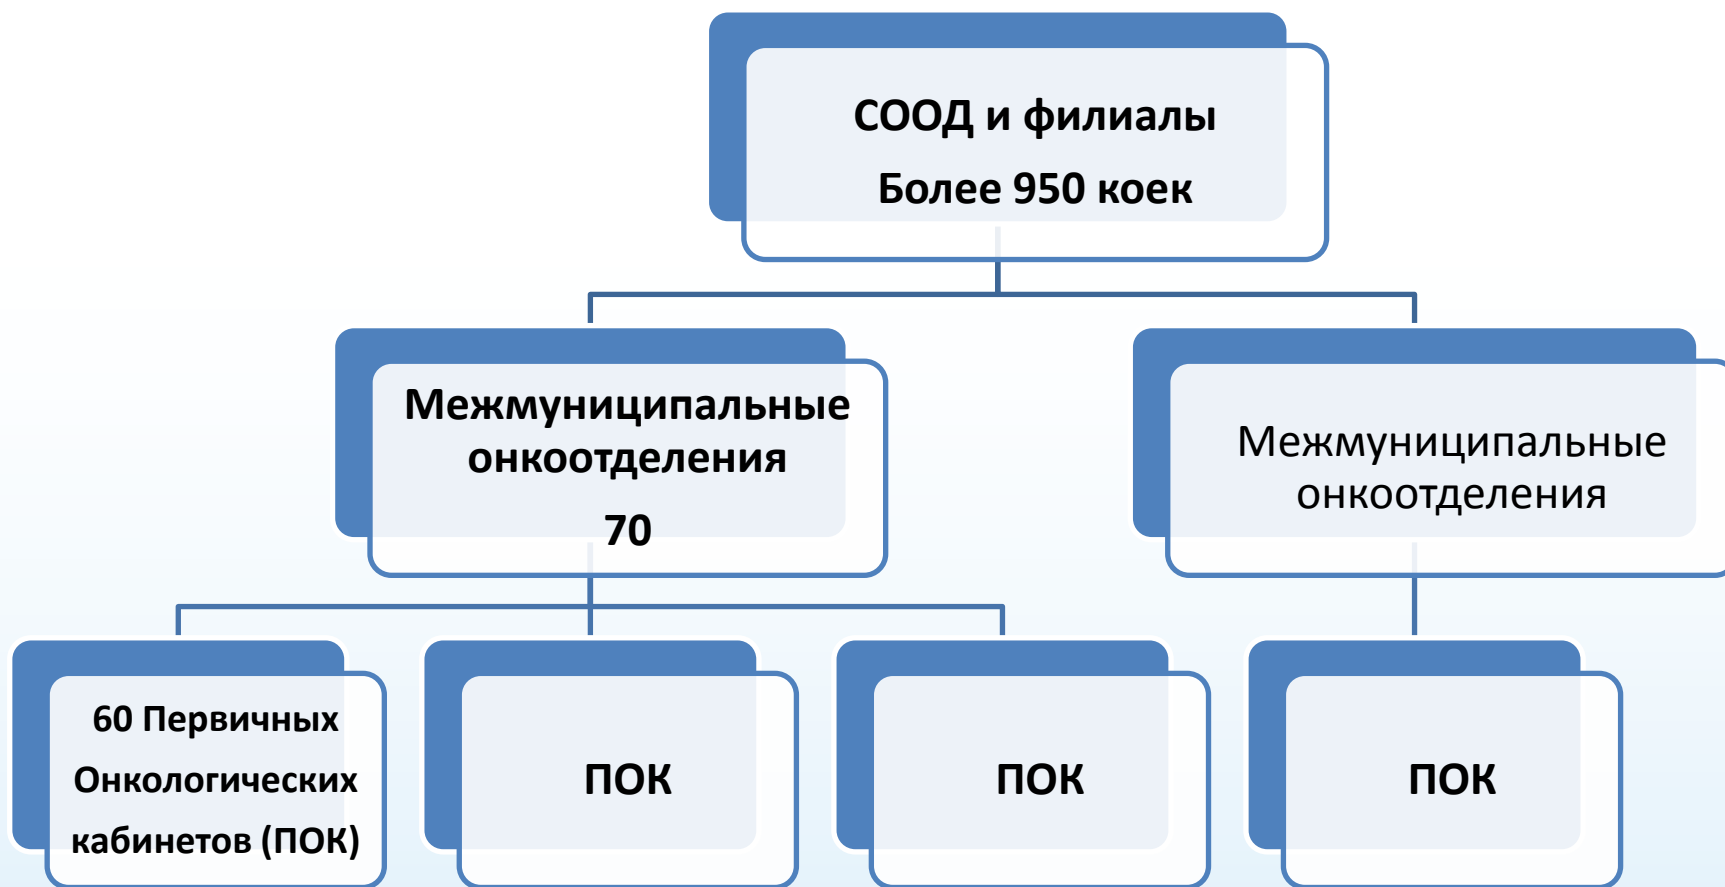 СООД и филиалы
Более 950 коек
Межмуниципальные
онкоотделения
70
Межмуниципальные
онкоотделения
60 Первичных
Онкологических
кабинетов (ПОК)
ПОК
ПОК
ПОК